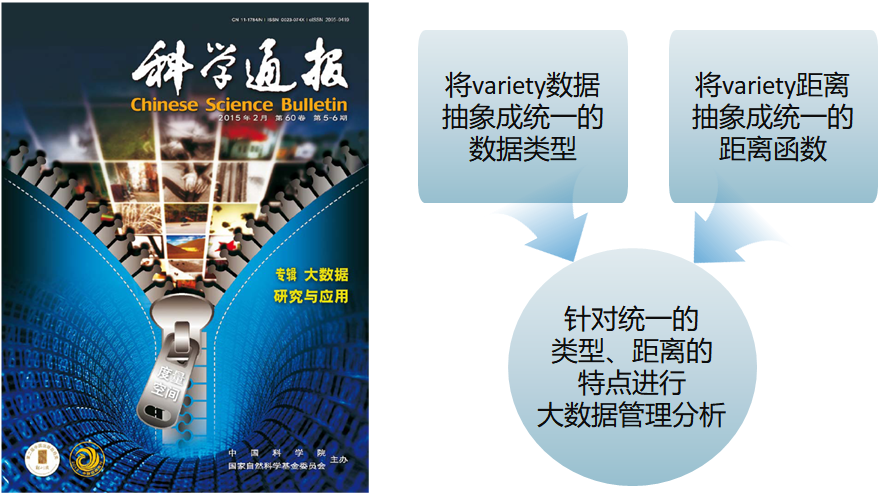 CN 11-1784/N | ISSN 0023-074X | eISSN 2095-9419
科学通报
Chinese Science Bulletin
2015年2月 第60卷 第5-6期
专辑 大数据
研究与应用
度量
空间
中国科学院
国家自然科学基金委员会
主办
将variety数据
抽象成统一的
数据类型
将variety距离
抽象成统一的
距离函数
针对统一的
类型、距离的
特点进行
大数据管理分析